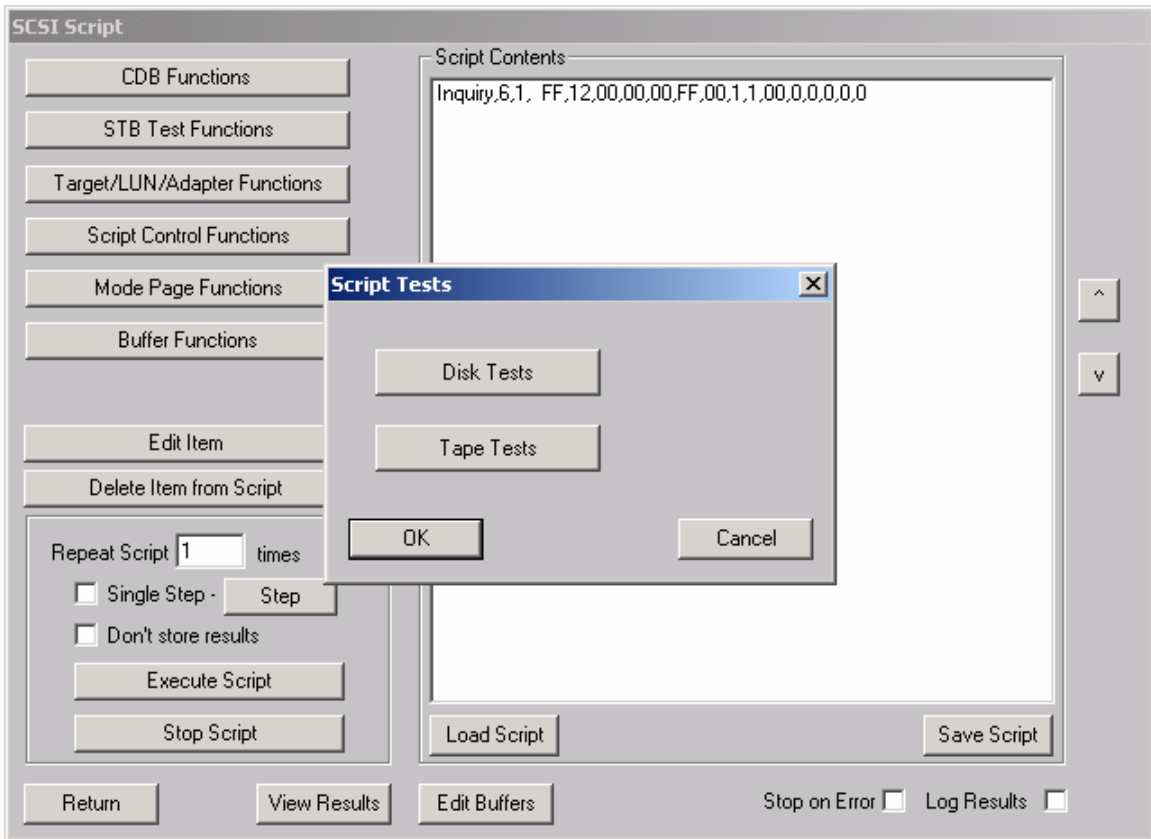 SCSI Script
CDB Functions
STB Test Functions
Target/LUN/Adapter Functions
Script Control Functions
Mode Page Functions
Buffer Functions
Edit Item
Delete Item from Script
Repeat Script 1 times
Single Step - Step
Don't store results
Execute Script
Stop Script
Return
View Results
Script Contents
Inquiry,6,1,  FF,12,00,00,00,FF,00,1,1,00,0,0,0,0,0
Script Tests
Disk Tests
Tape Tests
OK
Cancel
^
v
Load Script
Save Script
Edit Buffers
Stop on Error
Log Results